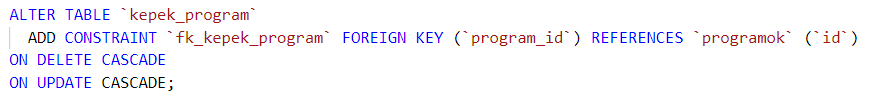 ALTER TABLE `kepek_program`
ADD CONSTRAINT `fk_kepek_program` FOREIGN KEY (`program_id`) REFERENCES `programok` (`id`)
ON DELETE CASCADE
ON UPDATE CASCADE;